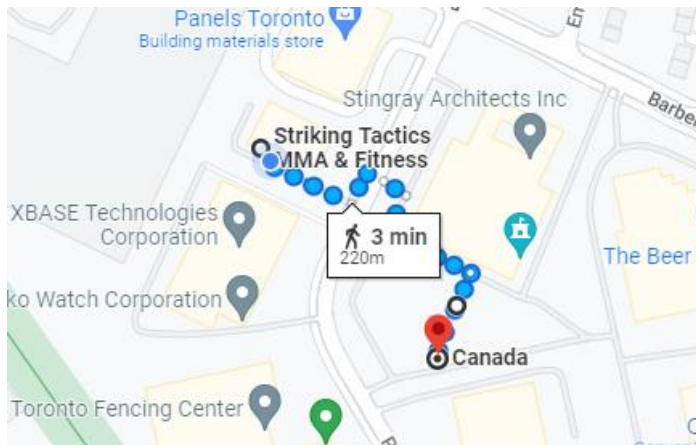 Panels Toronto
Building materials store
Stingray Architects Inc
Striking Tactics
MMA & Fitness
XBASE Technologies
Corporation
3 min
220m
The Beer
ko Watch Corporation
Canada
Toronto Fencing Center